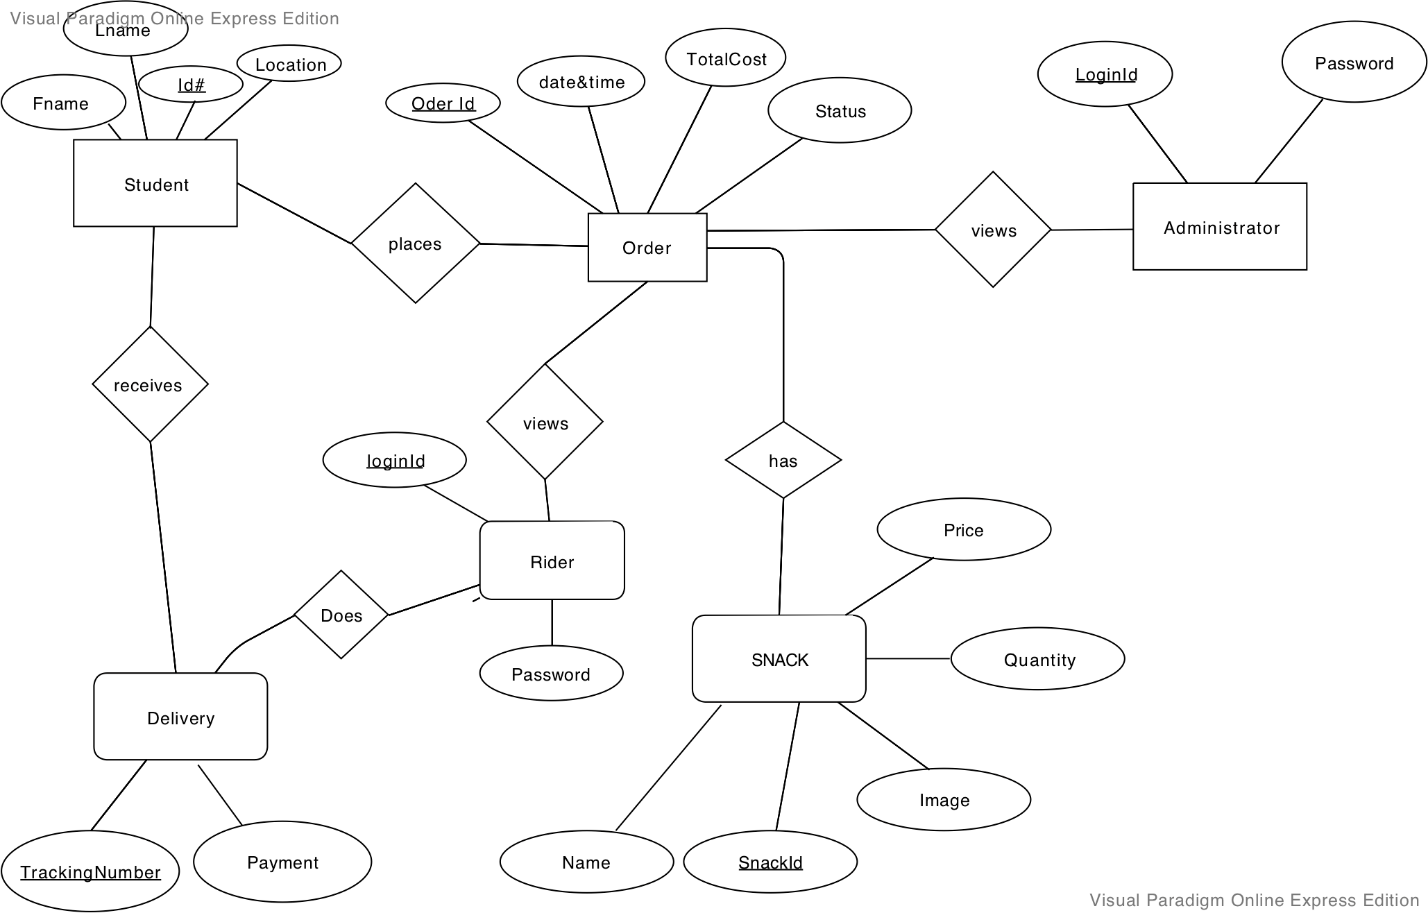 Visual Paradigm Online Express Edition
Lname
Fname
Id#
Location
Student
Oder Id
date&time
TotalCost
Status
LoginId
Password
places
Order
views
Administrator
receives
views
has
loginId
Rider
Does
Password
Price
SNACK
Quantity
Delivery
Image
TrackingNumber
Payment
Name
SnackId
Visual Paradigm Online Express Edition